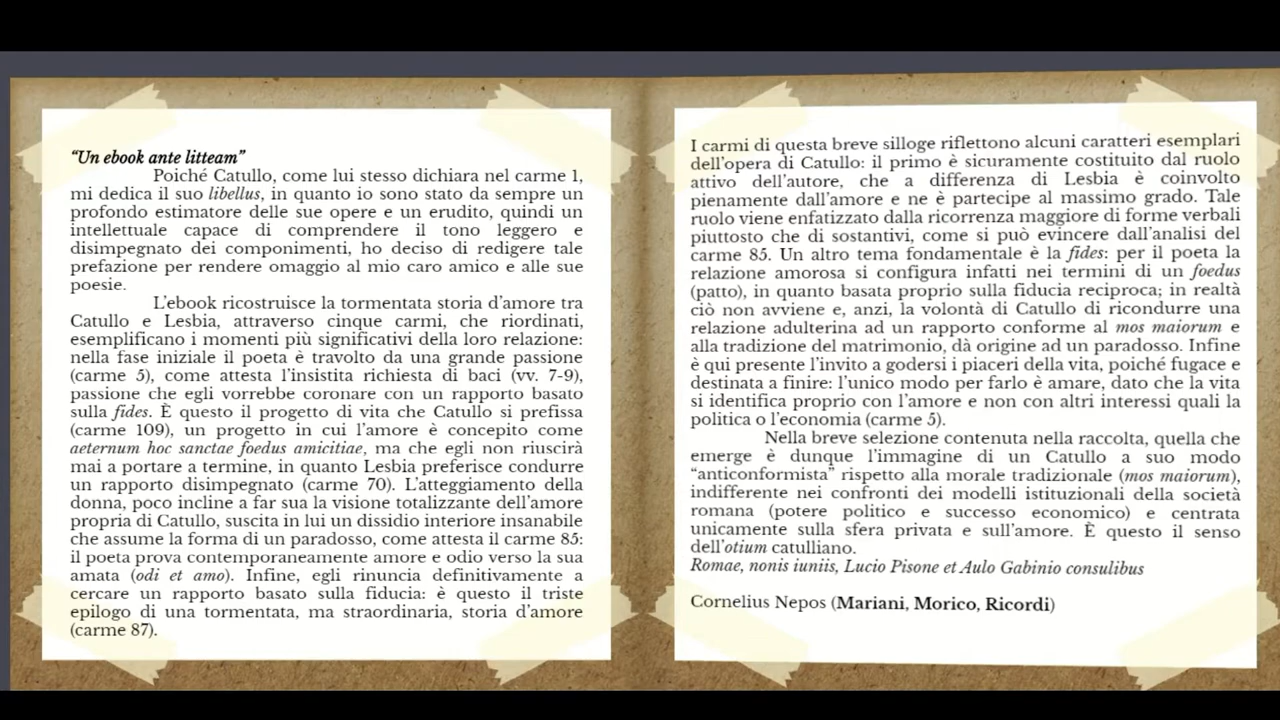 “Un ebook ante litteam”
Poiché Catullo, come lui stesso dichiara nel carme 1,
mi dedica il suo libellus, in quanto io sono stato da sempre un
profondo estimatore delle sue opere e un erudito, quindi un
intellettuale capace di comprendere il tono leggero e
disimpegnato dei componimenti, ho deciso di redigere tale
prefazione per rendere omaggio al mio caro amico e alle sue
poesie.
L’ebook ricostruisce la tormentata storia d’amore tra
Catullo e Lesbia, attraverso cinque carmi, che riordinati,
esemplificano i momenti più significativi della loro relazione:
nella fase iniziale il poeta è travolto da una grande passione
(carme 5), come attesta l’insistita richiesta di baci (vv. 7-9),
passione che egli vorrebbe coronare con un rapporto basato
sulla fides. È questo il progetto di vita che Catullo si prefissa
(carme 109), un progetto in cui l’amore è concepito come
aeternum hoc sanctae foedus amicitiae, ma che egli non riuscirà
mai a portare a termine, in quanto Lesbia preferisce condurre
un rapporto disimpegnato (carme 70). L’atteggiamento della
donna, poco incline a far sua la visione totalizzante dell’amore
propria di Catullo, suscita in lui un dissidio interiore insanabile
che assume la forma di un paradosso, come attesta il carme 85:
il poeta prova contemporaneamente amore e odio verso la sua
amata (odi et amo). Infine, egli rinuncia definitivamente a
cercare un rapporto basato sulla fiducia: è questo il triste
epilogo di una tormentata, ma straordinaria, storia d’amore
(carme 87).
I carmi di questa breve silloge riflettono alcuni caratteri esemplari
dell’opera di Catullo: il primo è sicuramente costituito dal ruolo
attivo dell’autore, che a differenza di Lesbia è coinvolto
pienamente dall’amore e ne è partecipe al massimo grado. Tale
ruolo viene enfatizzato dalla ricorrenza maggiore di forme verbali
piuttosto che di sostantivi, come si può evincere dall’analisi del
carme 85. Un altro tema fondamentale è la fides: per il poeta la
relazione amorosa si configura infatti nei termini di un foedus
(patto), in quanto basata proprio sulla fiducia reciproca; in realtà
ciò non avviene e, anzi, la volontà di Catullo di ricondurre una
relazione adulterina ad un rapporto conforme al mos maiorum e
alla tradizione del matrimonio, dà origine ad un paradosso. Infine
è qui presente l’invito a godersi i piaceri della vita, poiché fugace e
destinata a finire: l’unico modo per farlo è amare, dato che la vita
si identifica proprio con l’amore e non con altri interessi quali la
politica o l’economia (carme 5).
Nella breve selezione contenuta nella raccolta, quella che
emerge è dunque l’immagine di un Catullo a suo modo
“anticonformista” rispetto alla morale tradizionale (mos maiorum),
indifferente nei confronti dei modelli istituzionali della società
romana (potere politico e successo economico) e centrata
unicamente sulla sfera privata e sull’amore. È questo il senso
dell’otium catulliano.
Romae, nonis iuniis, Lucio Pisone et Aulo Gabinio consulibus
Cornelius Nepos (Mariani, Morico, Ricordi)